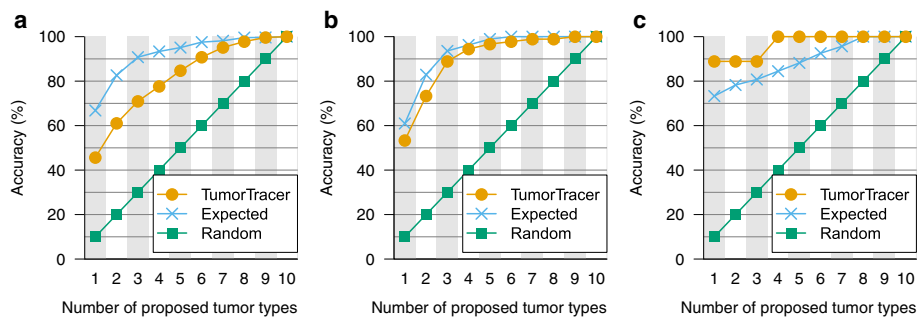 a
Accuracy (%)
100
80
60
40
20
0
TumorTracer
Expected
Random
1 2 3 4 5 6 7 8 9 10
Number of proposed tumor types
b
Accuracy (%)
100
80
60
40
20
0
TumorTracer
Expected
Random
1 2 3 4 5 6 7 8 9 10
Number of proposed tumor types
c
Accuracy (%)
100
80
60
40
20
0
TumorTracer
Expected
Random
1 2 3 4 5 6 7 8 9 10
Number of proposed tumor types